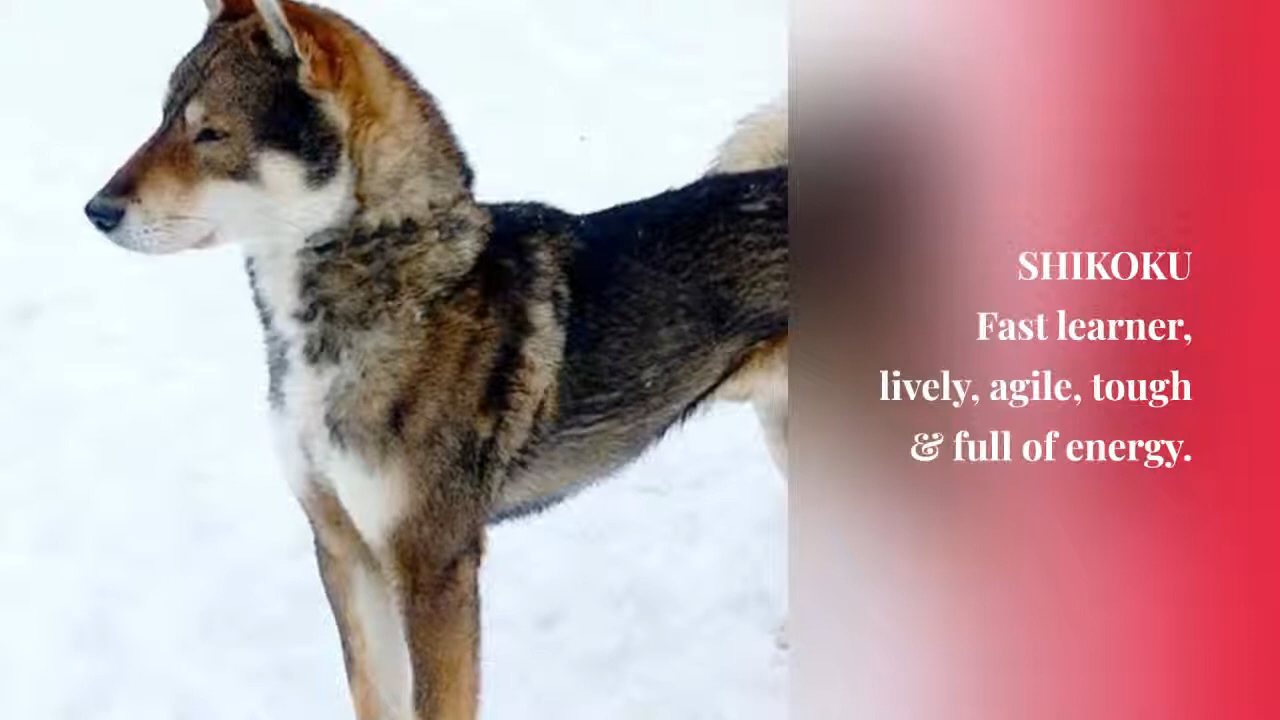 SHIKOKU
Fast learner,
lively, agile, tough
& full of energy.